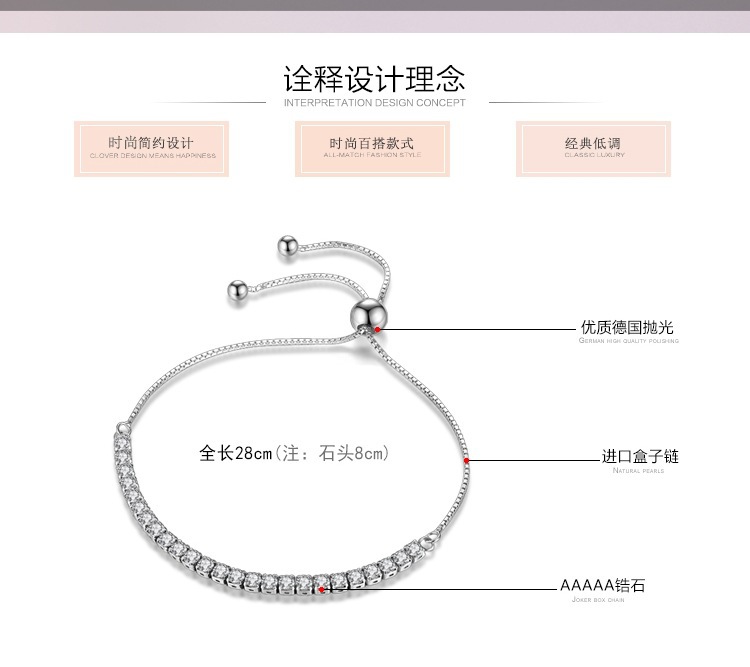 诠释设计理念
INTERPRETATION DESIGN CONCEPT
时尚简约设计
CLOVER DESIGN MEANS HAPPINESS
时尚百搭款式
ALL-MATCH FASHION STYLE
经典低调
CLASSIC LUXURY
优质德国抛光
GERMAN HIGH QUALITY POLISHING
全长28cm(注：石头8cm)
进口盒子链
NATURAL PEARLS
AAAAA锆石
JOKER BOX CHAIN